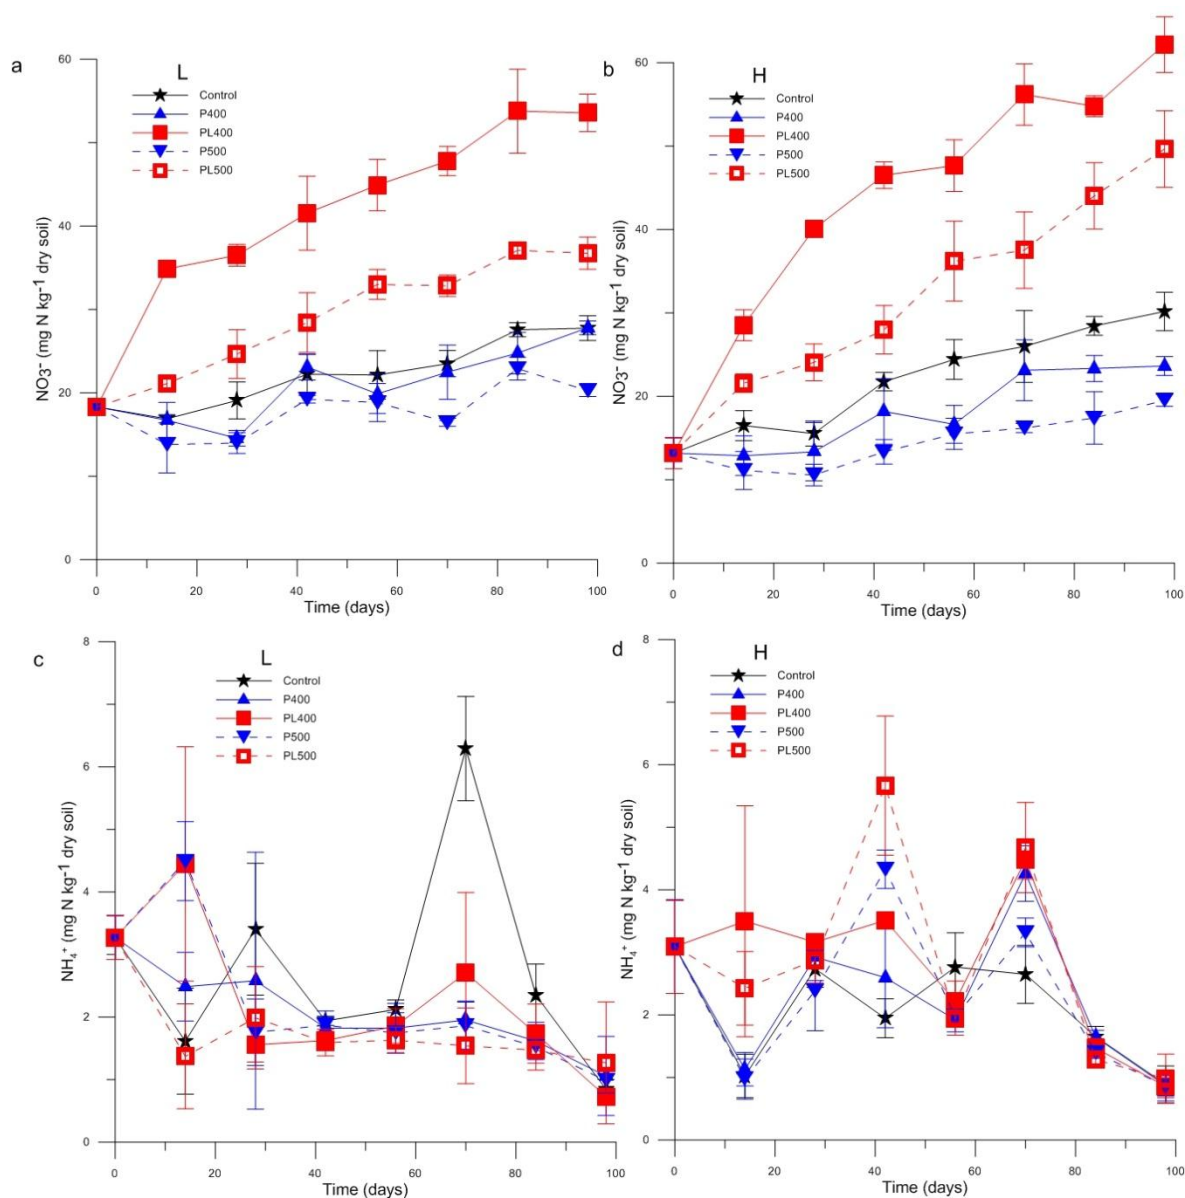 a
L
Control
P400
PL400
P500
PL500
NO3- (mg N kg-1 dry soil)
60
40
20
0
0 20 40 60 80 100
Time (days)
b
H
Control
P400
PL400
P500
PL500
NO3- (mg N kg-1 dry soil)
60
40
20
0
0 20 40 60 80 100
Time (days)
c
L
Control
P400
PL400
P500
PL500
NH4+ (mg N kg-1 dry soil)
8
6
4
2
0
0 20 40 60 80 100
Time (days)
d
H
Control
P400
PL400
P500
PL500
NH4+ (mg N kg-1 dry soil)
8
6
4
2
0
0 20 40 60 80 100
Time (days)